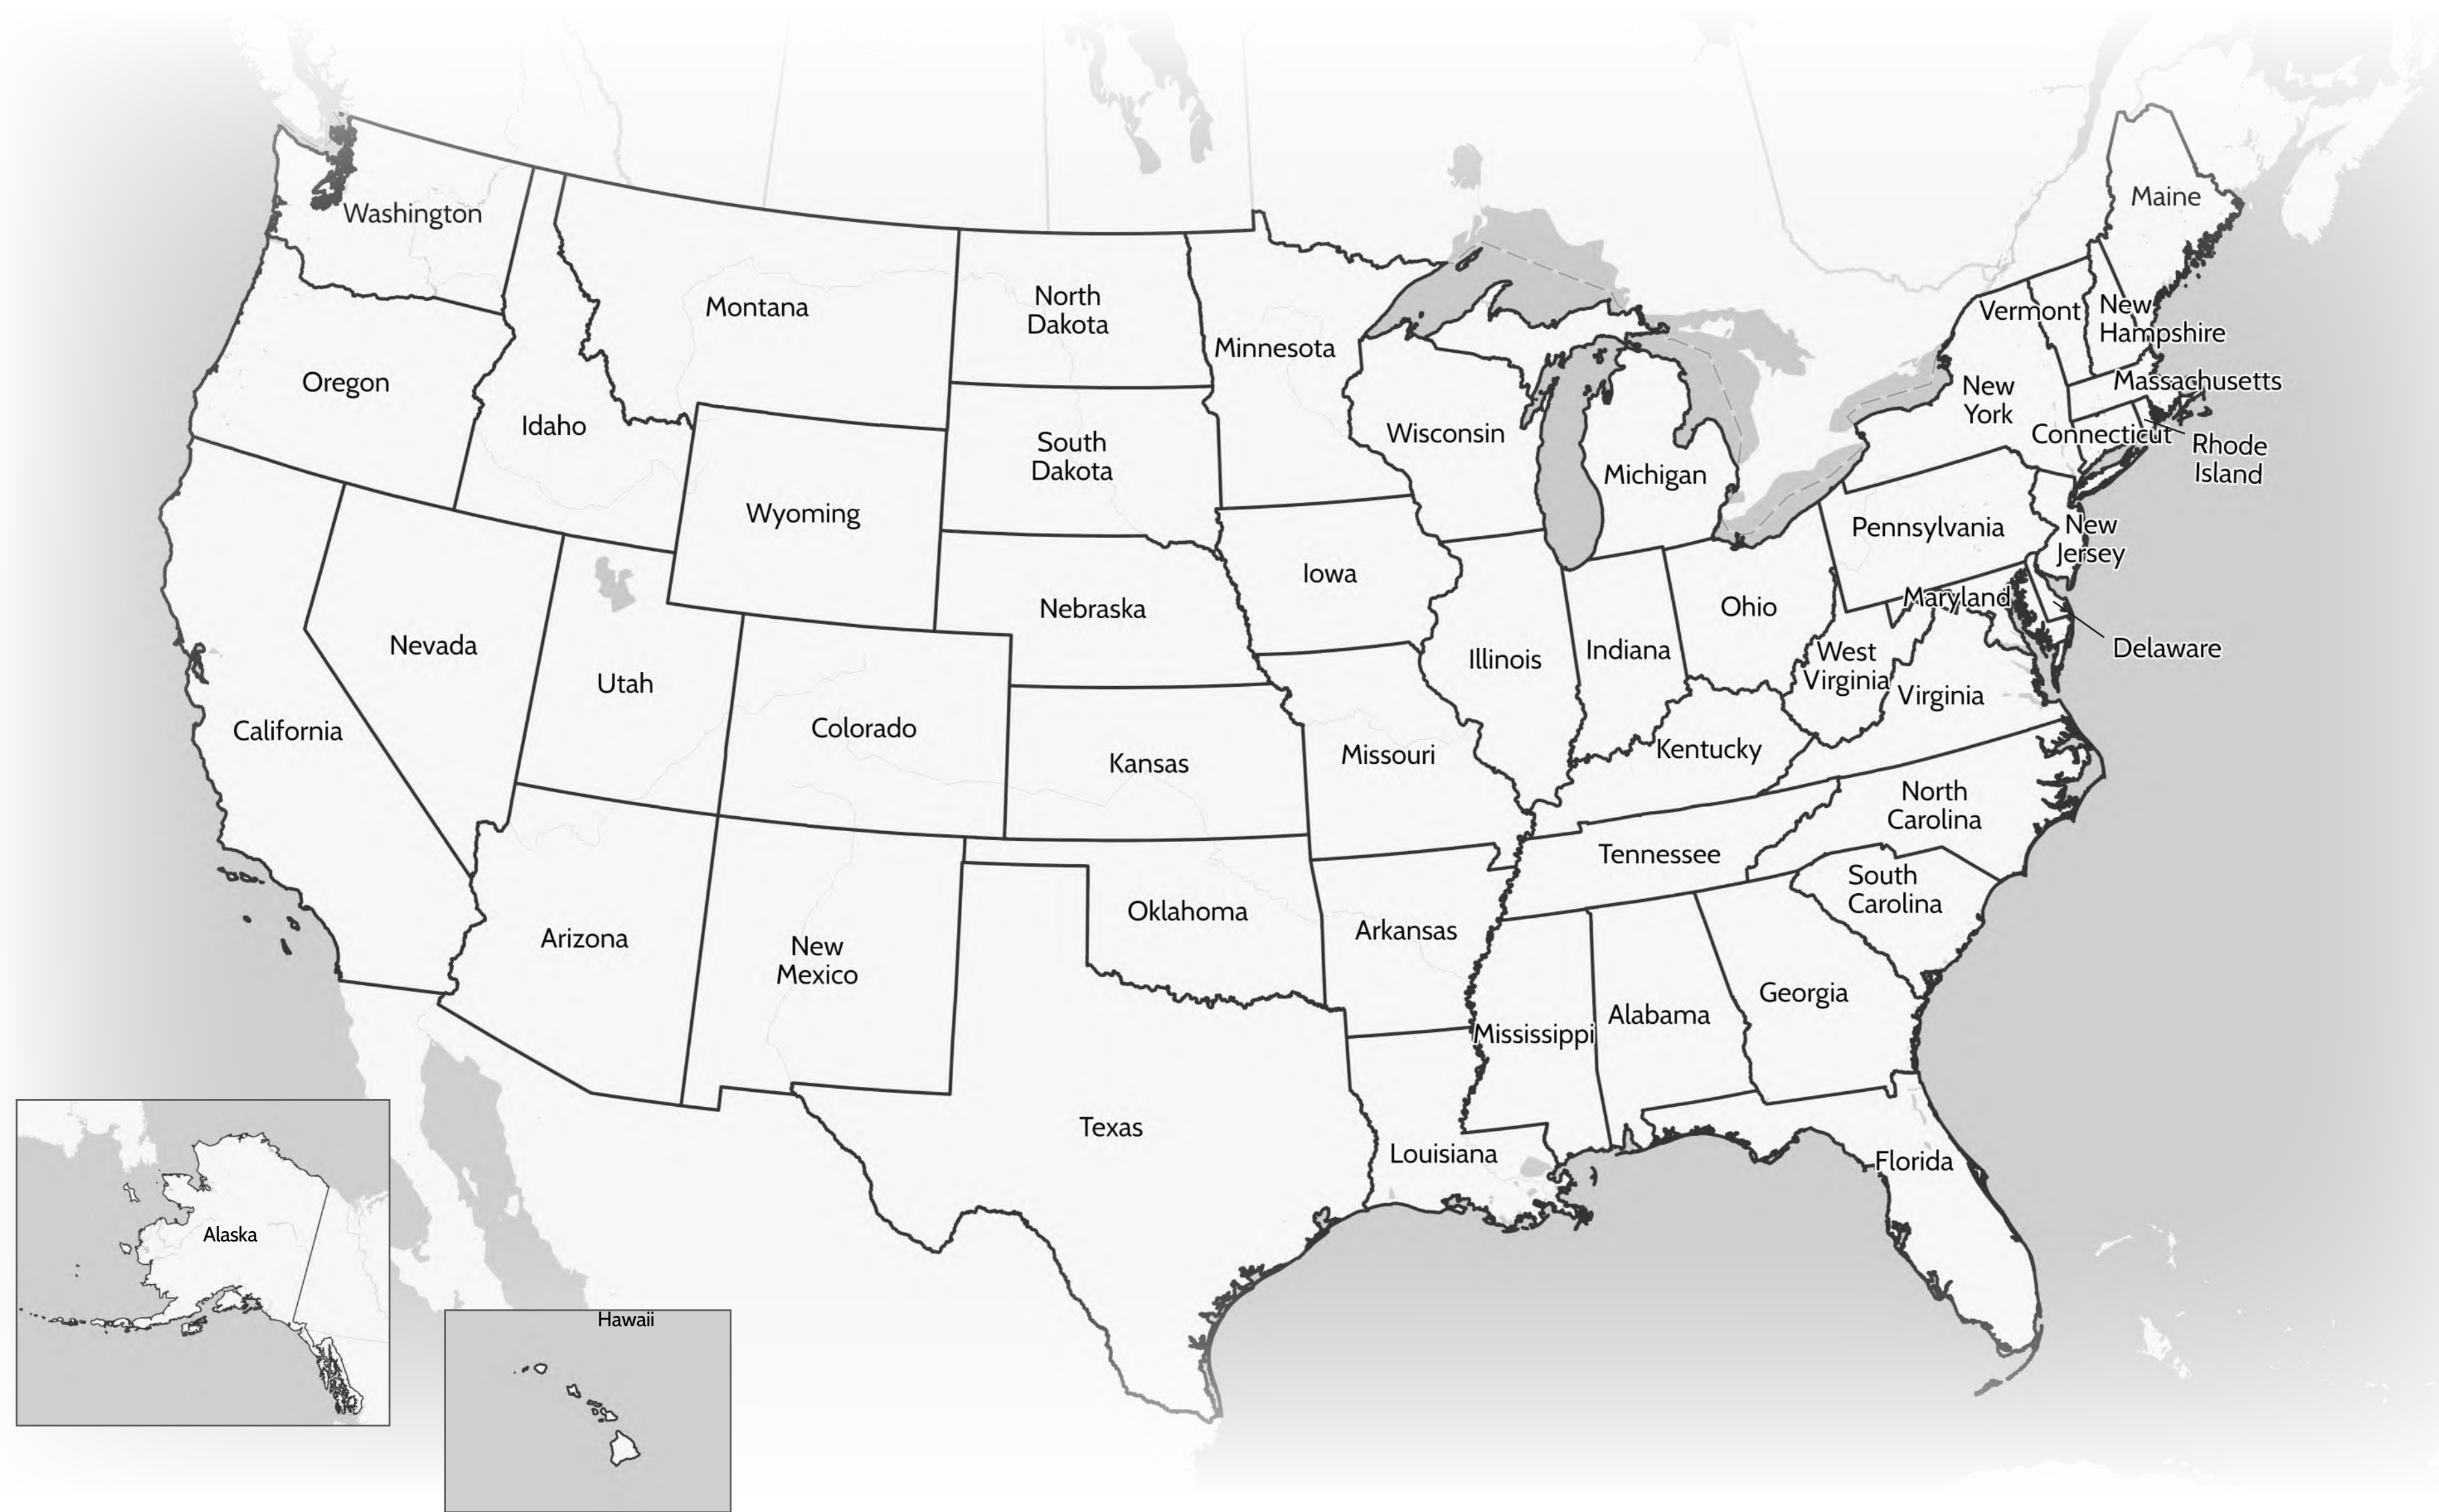 Maine
Washington
Montana
North
Dakota
Vermont
New
Hampshire
Minnesota
Oregon
Massachusetts
New
York
Idaho
Wisconsin
Connecticut
South
Dakota
Rhode
Island
Michigan
Wyoming
Pennsylvania
New
Jersey
Iowa
Maryland
Ohio
Nebraska
Nevada
Delaware
Indiana
West
Virginia
Illinois
Utah
Virginia
Colorado
California
Kentucky
Missouri
Kansas
North
Carolina
Tennessee
South
Carolina
Oklahoma
Arkansas
Arizona
New
Mexico
Georgia
Alabama
Mississippi
Texas
Louisiana
Florida
Alaska
Hawaii